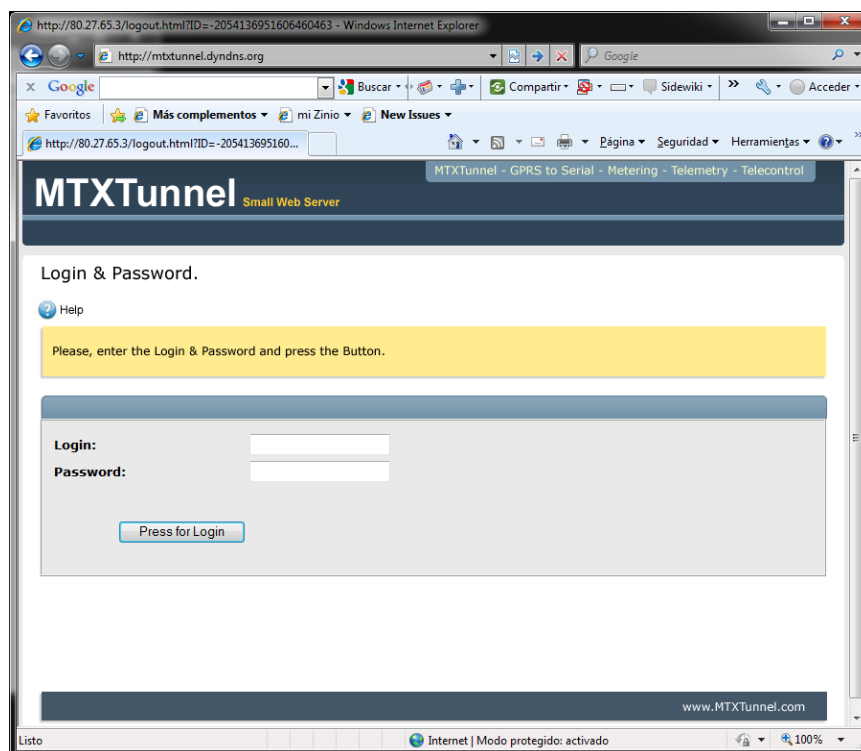 http://80.27.65.3/logout.html?ID=-2054136951606460463 - Windows Internet Explorer
http://mtxtunnel.dyndns.org
Google
x Google Buscar Compartir Sidewiki » Acceder
Favoritos Más complementos mi Zinio New Issues
http://80.27.65.3/logout.html?ID=-205413695160... Página Seguridad Herramientas »
MTXTunnel - GPRS to Serial - Metering - Telemetry - Telecontrol
MTXTunnel Small Web Server
Login & Password.
Help
Please, enter the Login & Password and press the Button.
Login:
Password:
Press for Login
www.MTXTunnel.com
Listo Internet | Modo protegido: activado 100%